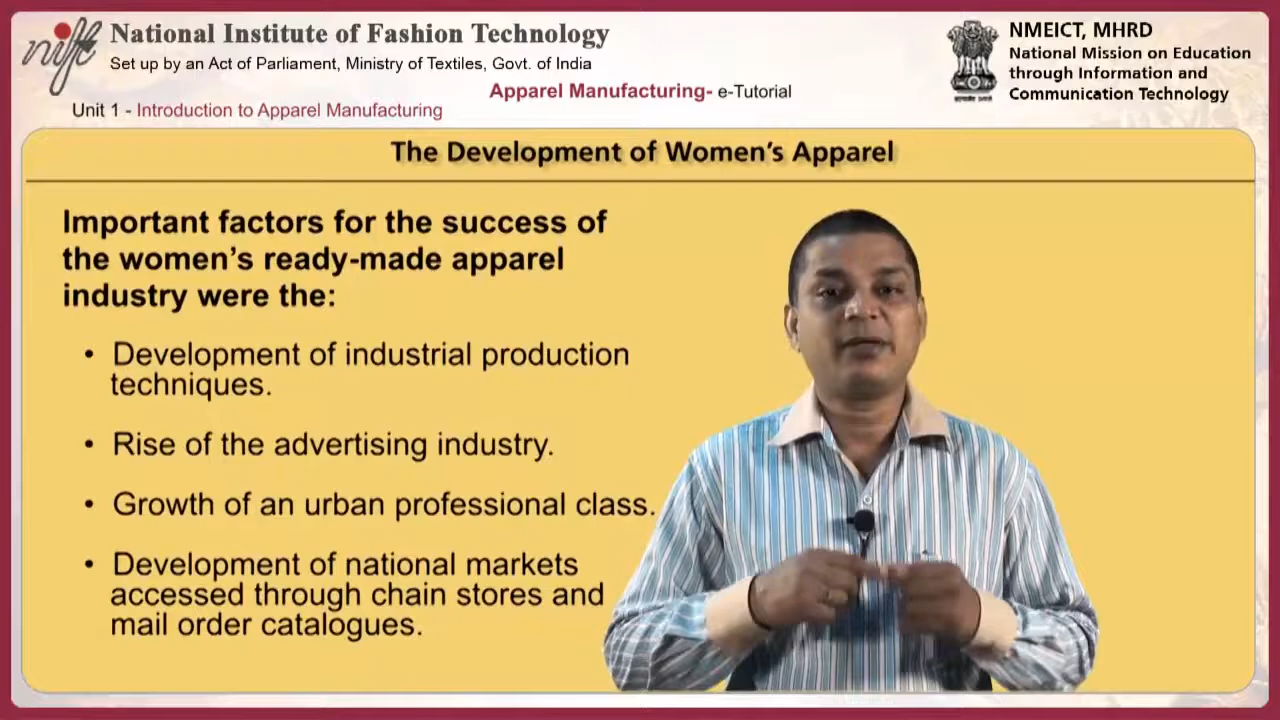 nift
National Institute of Fashion Technology
Set up by an Act of Parliament, Ministry of Textiles, Govt. of India
NMEICT, MHRD
National Mission on Education
through Information and
Communication Technology
Apparel Manufacturing- e-Tutorial
Unit 1 - Introduction to Apparel Manufacturing
The Development of Women's Apparel
Important factors for the success of
the women's ready-made apparel
industry were the:
• Development of industrial production
techniques.
• Rise of the advertising industry.
• Growth of an urban professional class.
• Development of national markets
accessed through chain stores and
mail order catalogues.